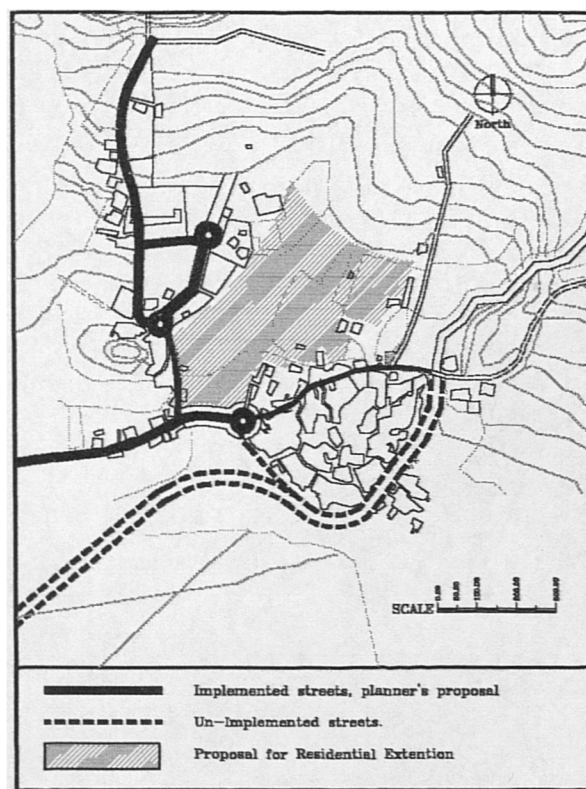 North
SCALE
Implemented streets, planner's proposal
Un-Implemented streets.
Proposal for Residential Extention